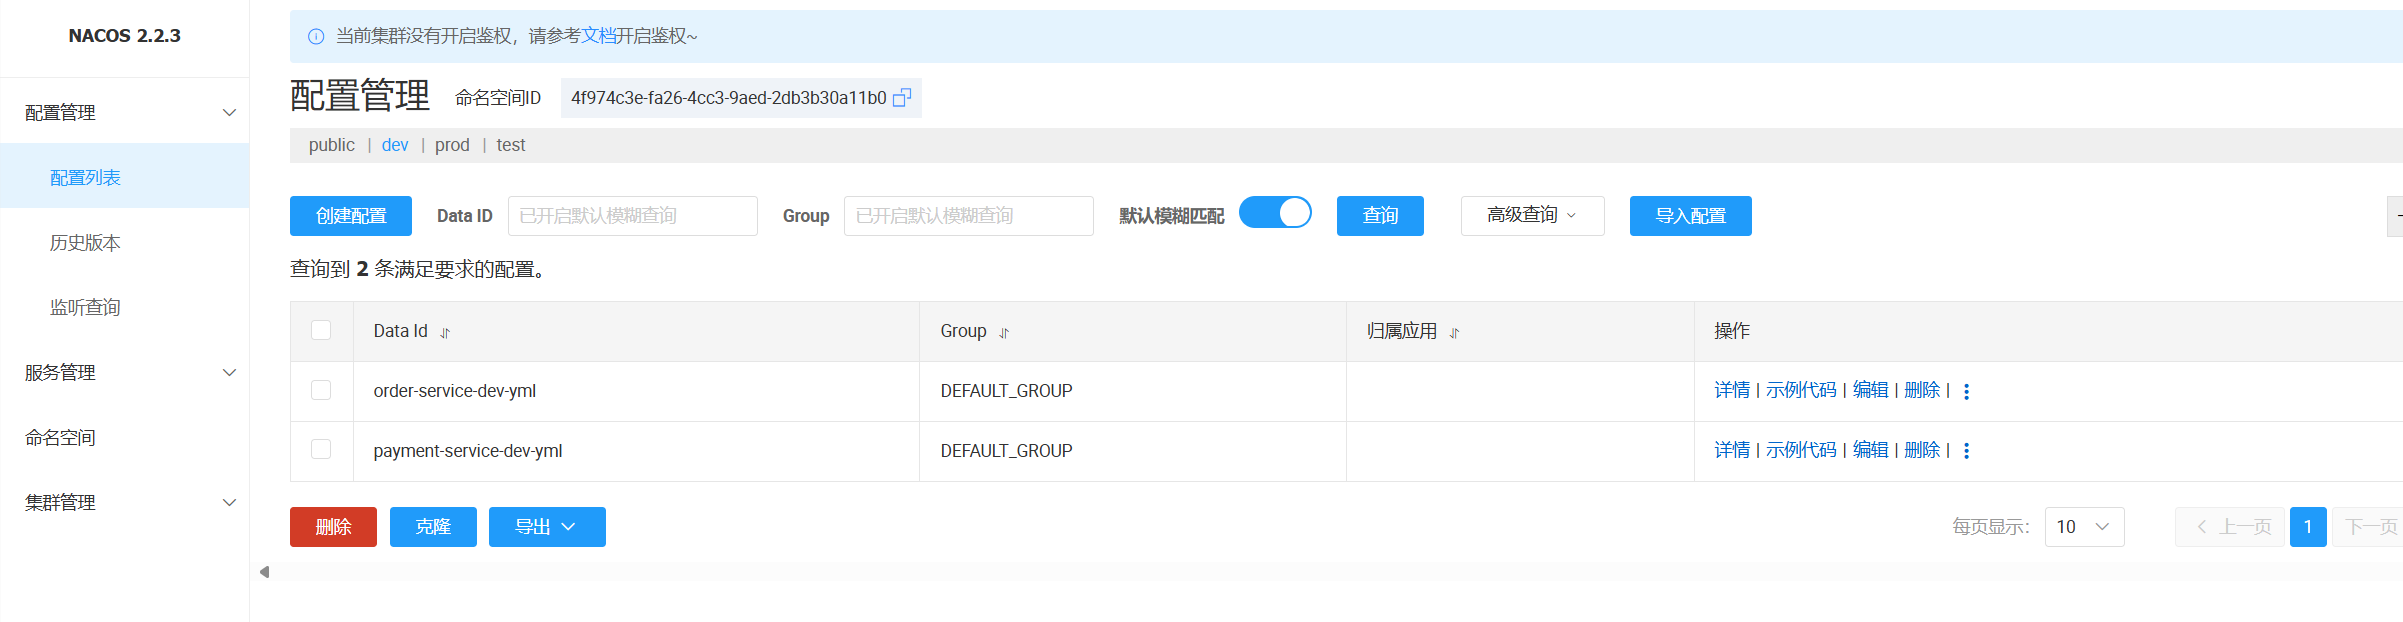 NACOS 2.2.3
当前集群没有开启鉴权，请参考文档开启鉴权~
配置管理 命名空间ID 4f974c3e-fa26-4cc3-9aed-2db3b30a11b0
配置管理
public | dev | prod | test
配置列表
创建配置 Data ID 已开启默认模糊查询 Group 已开启默认模糊查询 默认模糊匹配 查询 高级查询 导入配置
历史版本
查询到 2 条满足要求的配置。
监听查询
Data Id Group 归属应用 操作
服务管理
order-service-dev-yml DEFAULT_GROUP 详情 | 示例代码 | 编辑 | 删除 |
命名空间
payment-service-dev-yml DEFAULT_GROUP 详情 | 示例代码 | 编辑 | 删除 |
集群管理
删除 克隆 导出 每页显示: 10 上一页 1 下一页